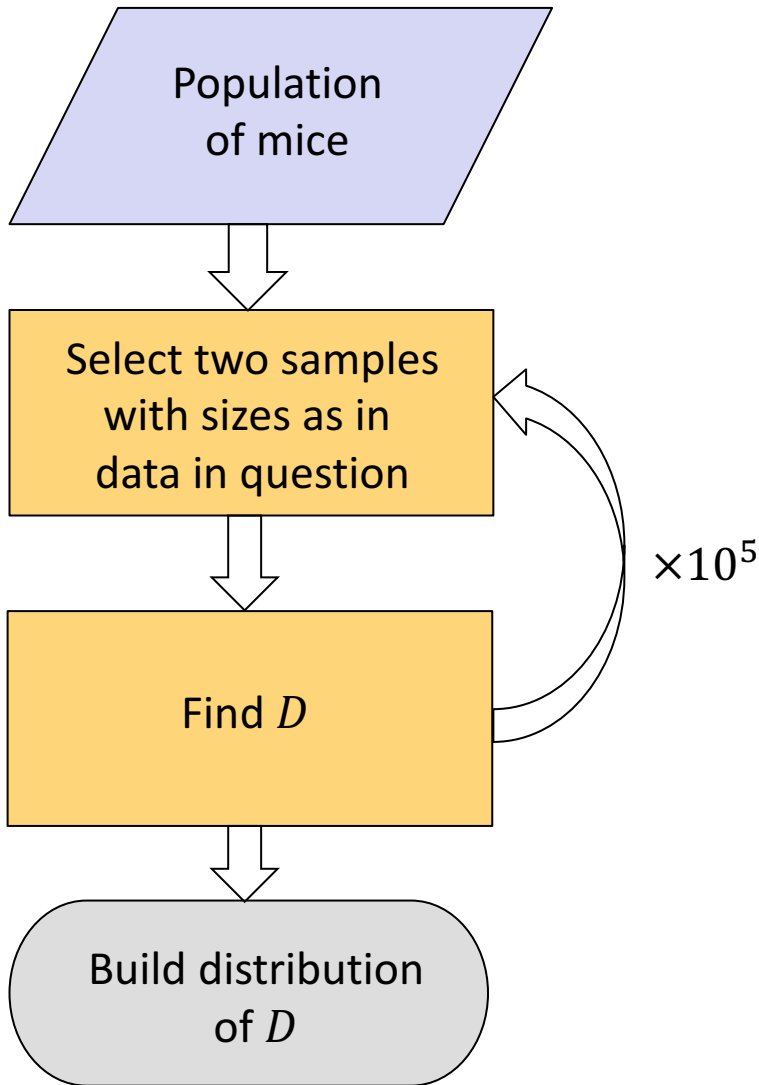 Population
of mice
Select two samples
with sizes as in
data in question
×10⁵
Find D
Build distribution
of D